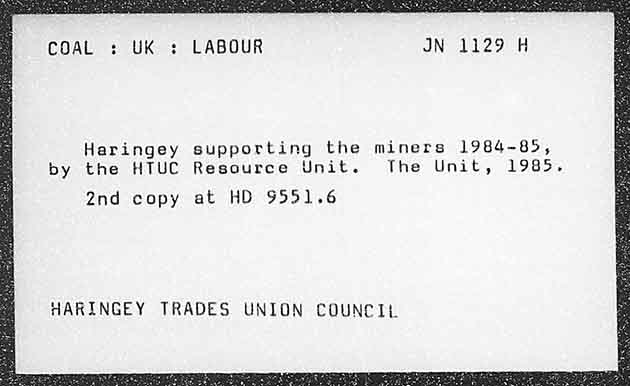 COAL : UK : LABOUR JN 1129 H
Haringey supporting the miners 1984-85,
by the HTUC Resource Unit. The Unit, 1985.
2nd copy at HD 9551.6
HARINGEY TRADES UNION COUNCIL